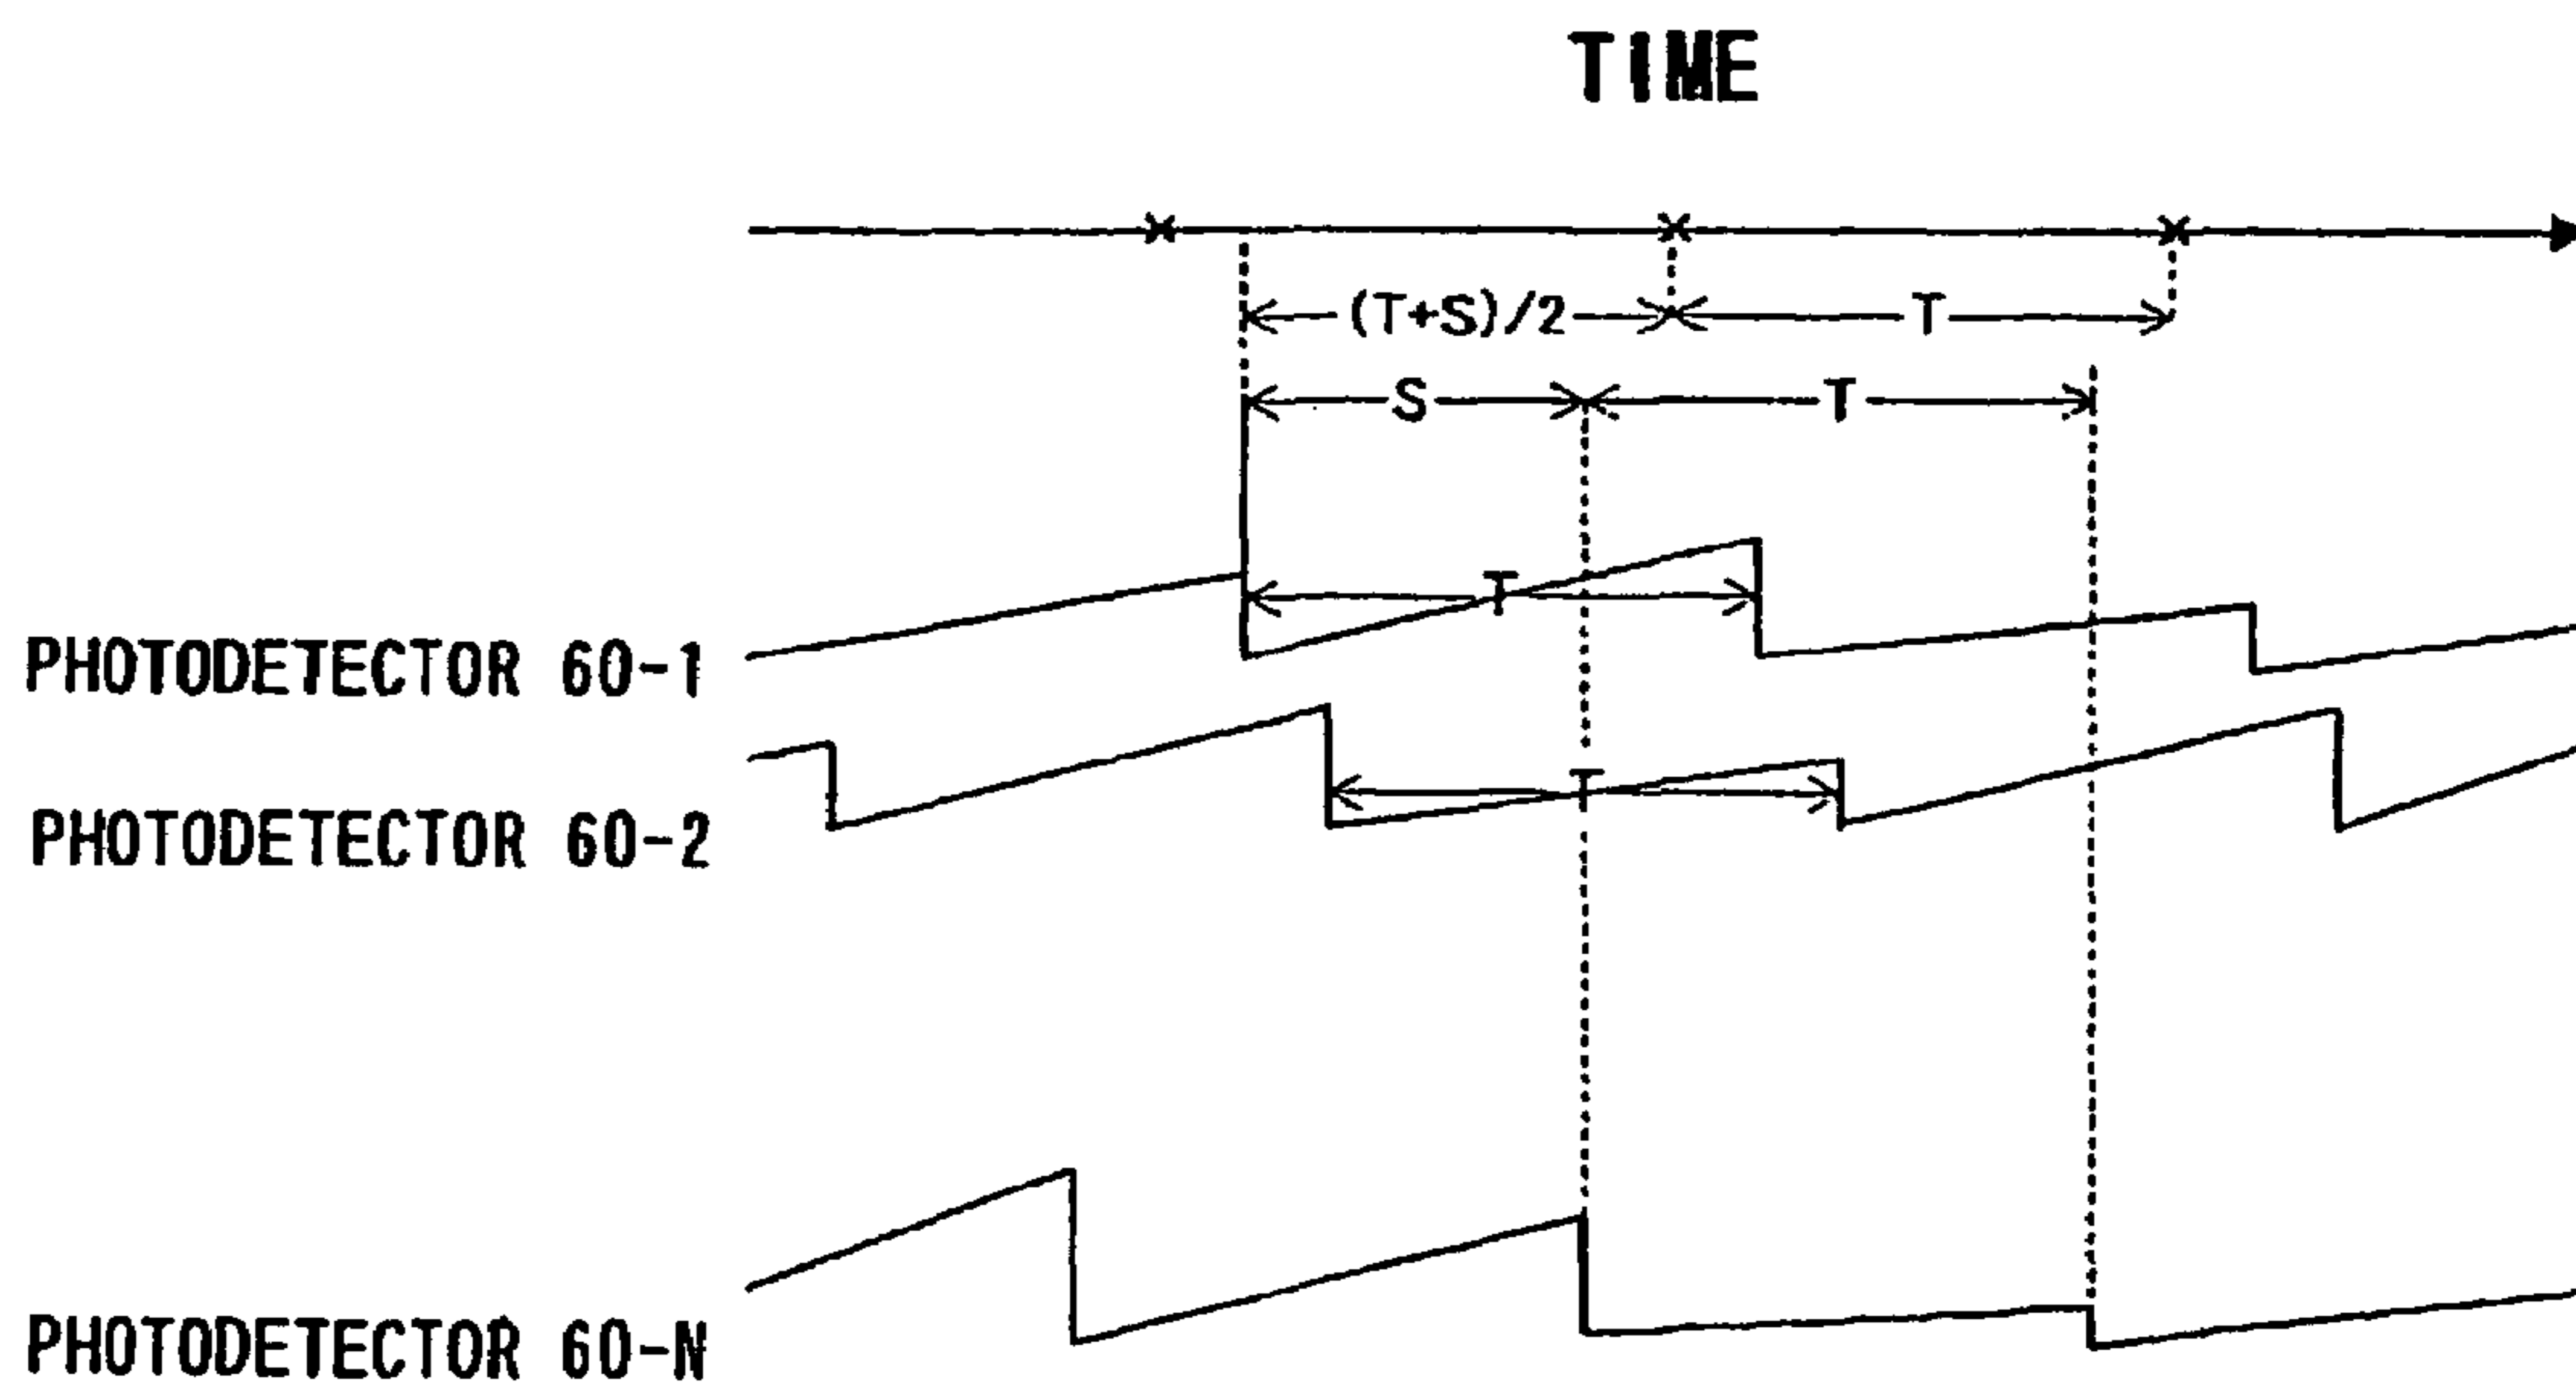 TIME
(T+S)/2 T
S T
T
PHOTODETECTOR 60-1
T
PHOTODETECTOR 60-2
PHOTODETECTOR 60-N